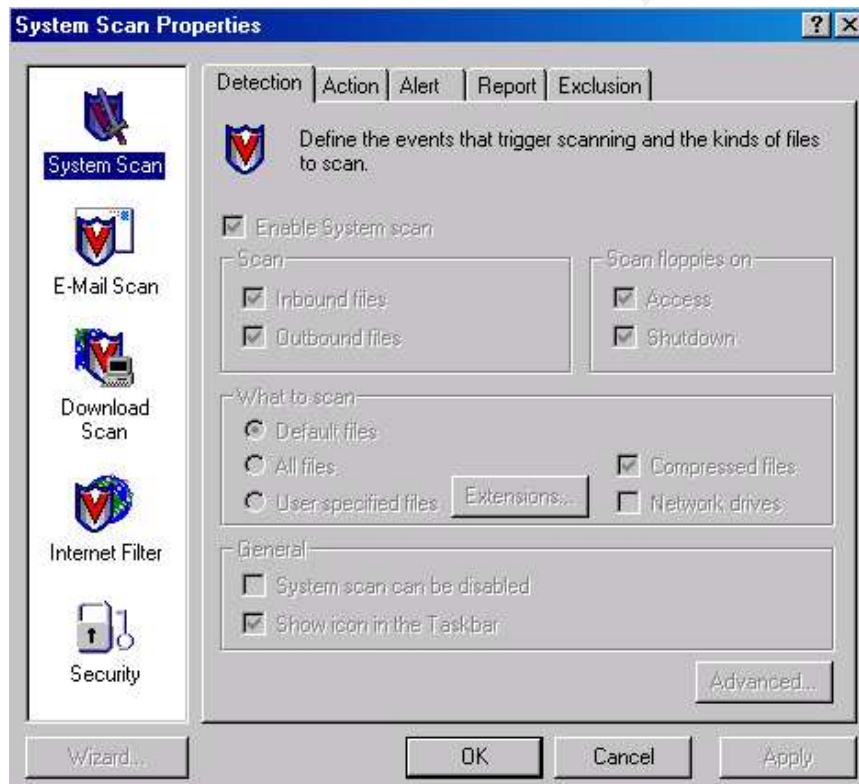 System Scan Properties
System Scan
E-Mail Scan
Download
Scan
Internet Filter
Security
Detection Action Alert Report Exclusion
Define the events that trigger scanning and the kinds of files
to scan.
Enable System scan
Scan
Inbound files
Outbound files
Scan floppies on
Access
Shutdown
What to scan
Default files
All files
User specified files
Extensions...
Compressed files
Network drives
General
System scan can be disabled
Show icon in the Taskbar
Advanced...
Wizard...
OK
Cancel
Apply